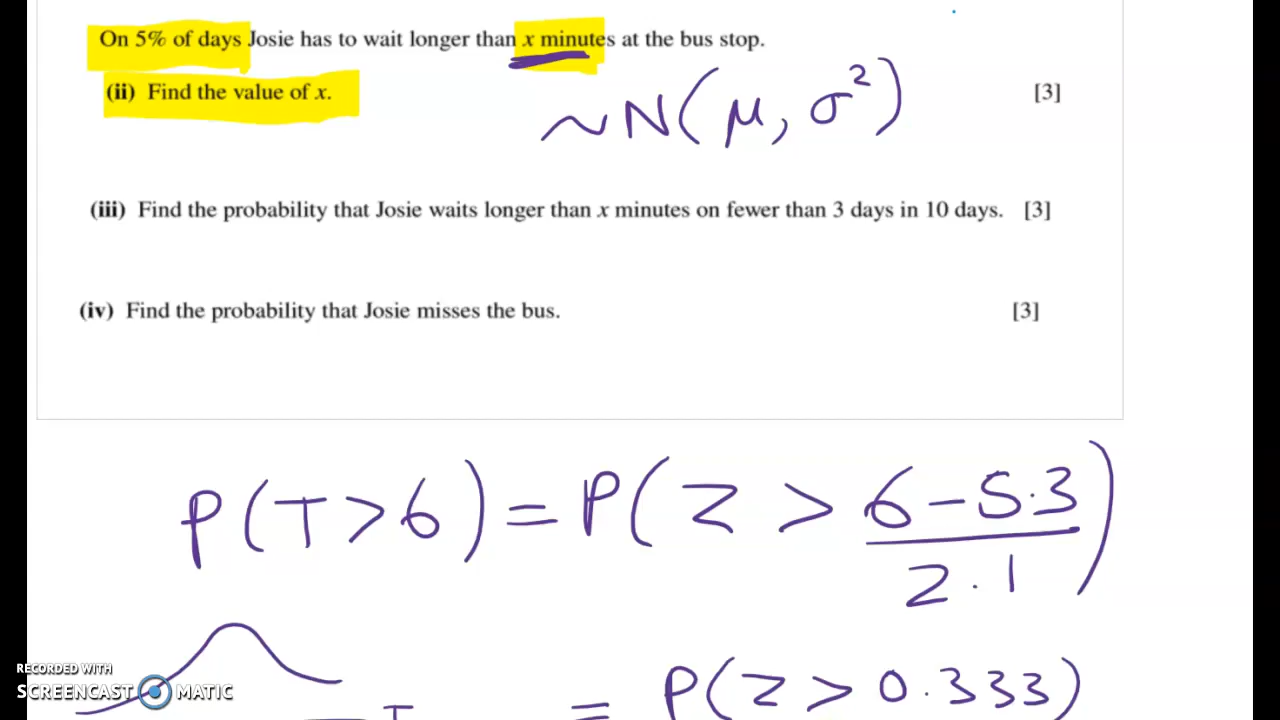 On 5% of days Josie has to wait longer than x minutes at the bus stop.
(ii) Find the value of x. [3]
~N(μ, σ²)
(iii) Find the probability that Josie waits longer than x minutes on fewer than 3 days in 10 days. [3]
(iv) Find the probability that Josie misses the bus. [3]
P(T>6) = P(Z > (6-5.3)/2.1)
= P(Z > 0.333)
RECORDED WITH
SCREENCAST MATIC